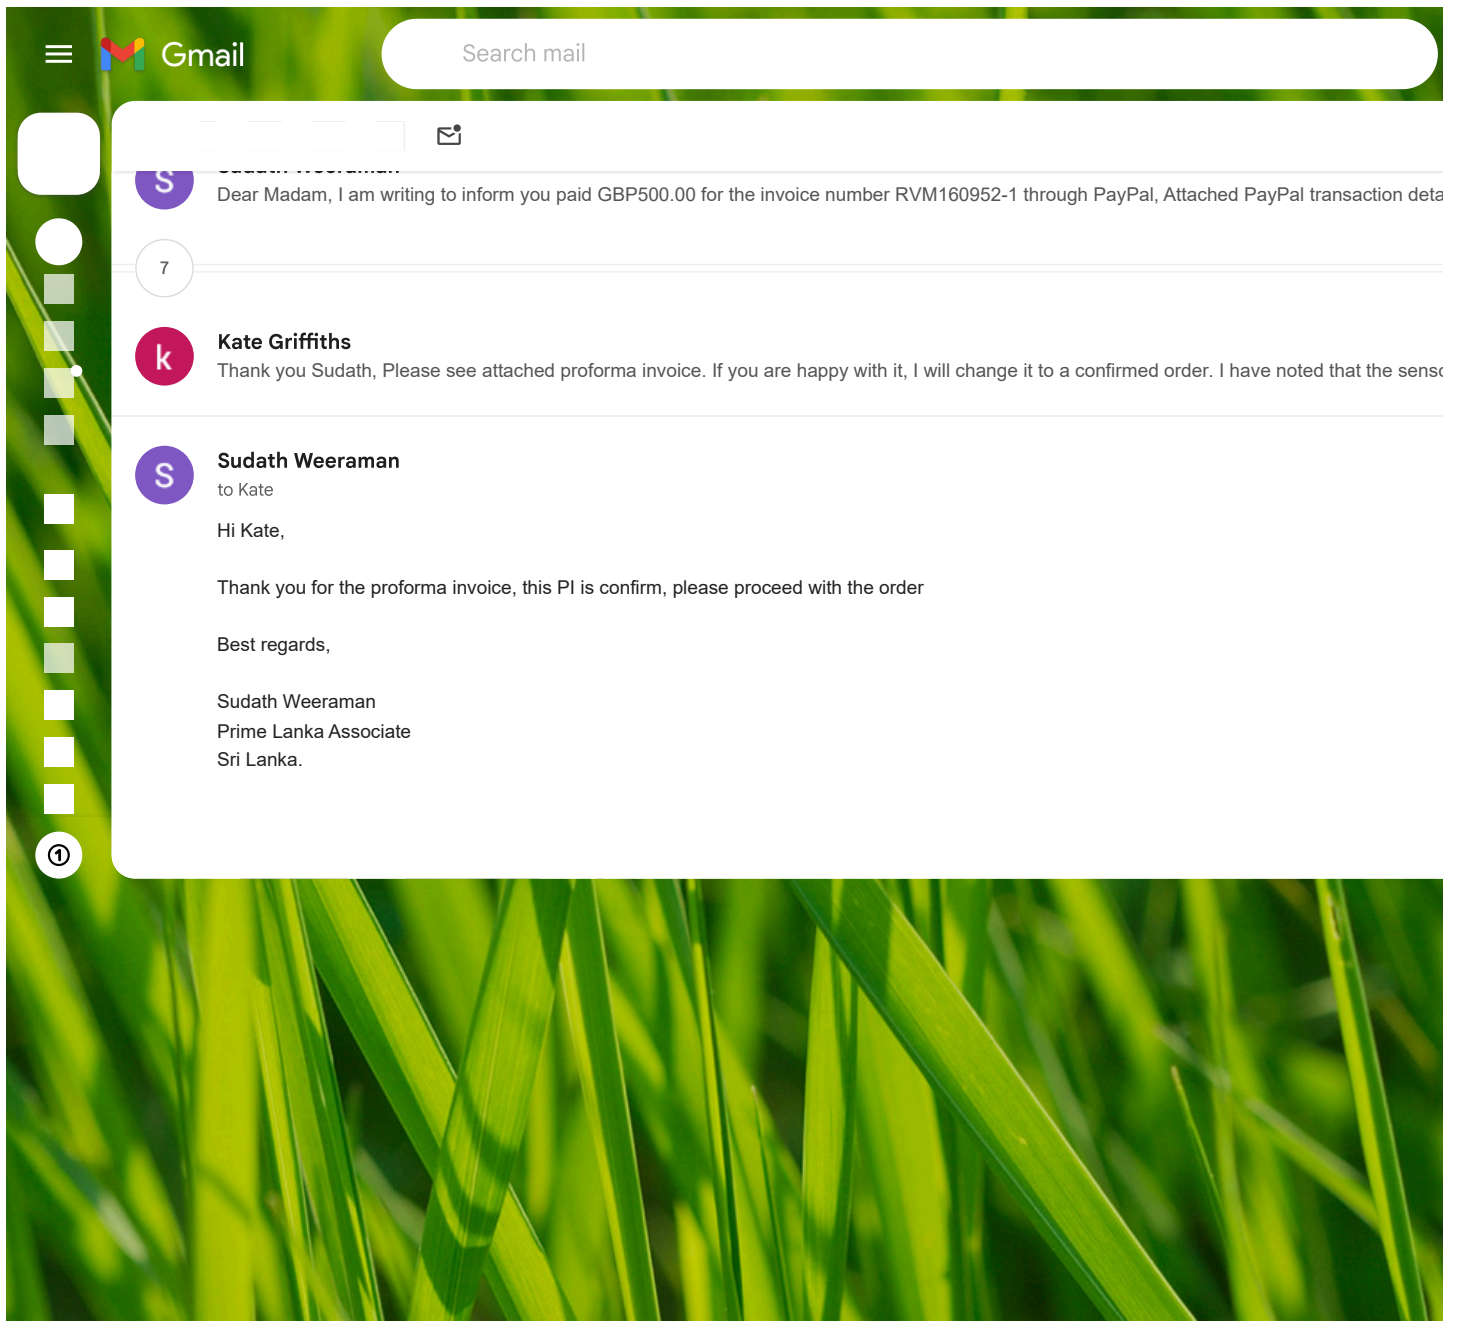 Gmail
Search mail
Sudath Weeraman
S
Dear Madam, I am writing to inform you paid GBP500.00 for the invoice number RVM160952-1 through PayPal, Attached PayPal transaction deta
7
Kate Griffiths
k
Thank you Sudath, Please see attached proforma invoice. If you are happy with it, I will change it to a confirmed order. I have noted that the senso
Sudath Weeraman
S
to Kate
Hi Kate,
Thank you for the proforma invoice, this PI is confirm, please proceed with the order
Best regards,
Sudath Weeraman
Prime Lanka Associate
Sri Lanka.
1